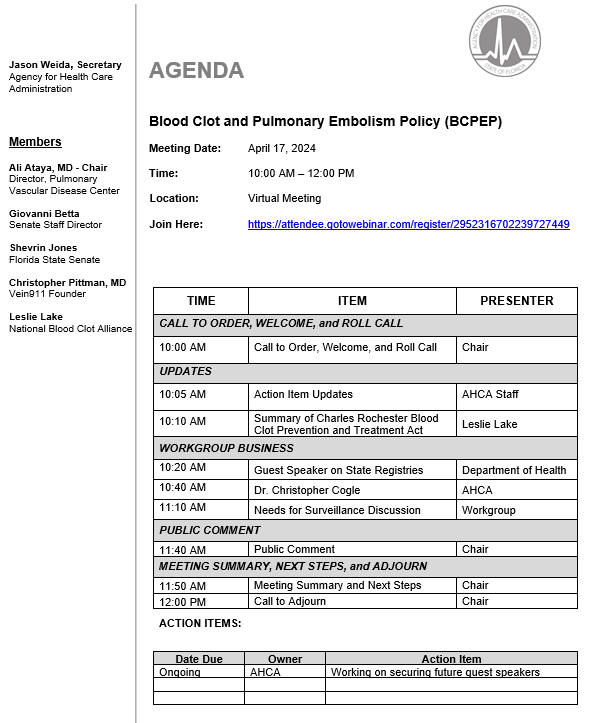 AGENCY FOR HEALTH CARE ADMINISTRATION
STATE OF FLORIDA
Jason Weida, Secretary
Agency for Health Care
Administration
Members
Ali Ataya, MD - Chair
Director, Pulmonary
Vascular Disease Center
Giovanni Betta
Senate Staff Director
Shevrin Jones
Florida State Senate
Christopher Pittman, MD
Vein911 Founder
Leslie Lake
National Blood Clot Alliance
AGENDA
Blood Clot and Pulmonary Embolism Policy (BCPEP)
Meeting Date: April 17, 2024
Time: 10:00 AM – 12:00 PM
Location: Virtual Meeting
Join Here: https://attendee.gotowebinar.com/register/2952316702239727449
TIME ITEM PRESENTER
CALL TO ORDER, WELCOME, and ROLL CALL
10:00 AM Call to Order, Welcome, and Roll Call Chair
UPDATES
10:05 AM Action Item Updates AHCA Staff
10:10 AM Summary of Charles Rochester Blood
Clot Prevention and Treatment Act Leslie Lake
WORKGROUP BUSINESS
10:20 AM Guest Speaker on State Registries Department of Health
10:40 AM Dr. Christopher Cogle AHCA
11:10 AM Needs for Surveillance Discussion Workgroup
PUBLIC COMMENT
11:40 AM Public Comment Chair
MEETING SUMMARY, NEXT STEPS, and ADJOURN
11:50 AM Meeting Summary and Next Steps Chair
12:00 PM Call to Adjourn Chair
ACTION ITEMS:
Date Due Owner Action Item
Ongoing AHCA Working on securing future guest speakers